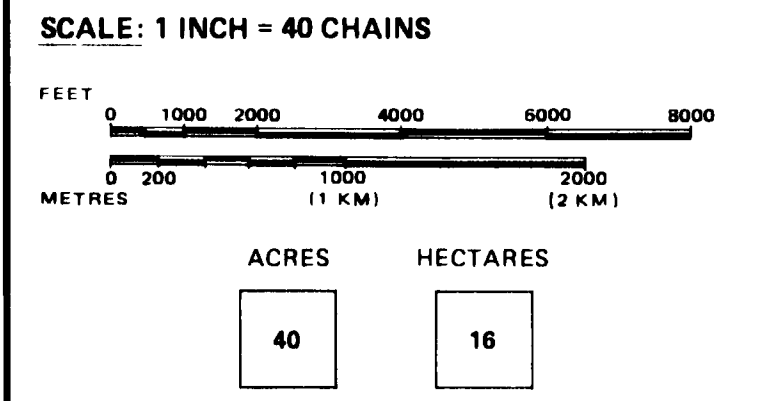 SCALE: 1 INCH = 40 CHAINS
FEET
0 1000 2000 4000 6000 8000
0 200 1000 2000
METRES (1 KM) (2 KM)
ACRES HECTARES
40 16